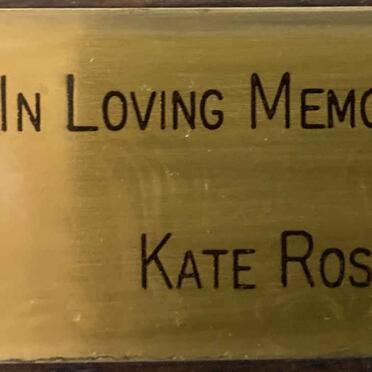 In Loving Memo
Kate Ros